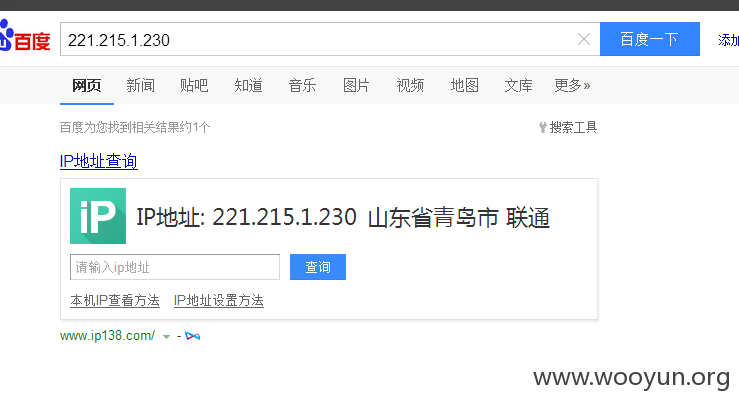 百度 221.215.1.230 百度一下
网页 新闻 贴吧 知道 音乐 图片 视频 地图 文库 更多»
百度为您找到相关结果约1个 搜索工具
IP地址查询
iP IP地址: 221.215.1.230 山东省青岛市 联通
请输入ip地址 查询
本机IP查看方法 IP地址设置方法
www.ip138.com/ -
www.wooyun.org